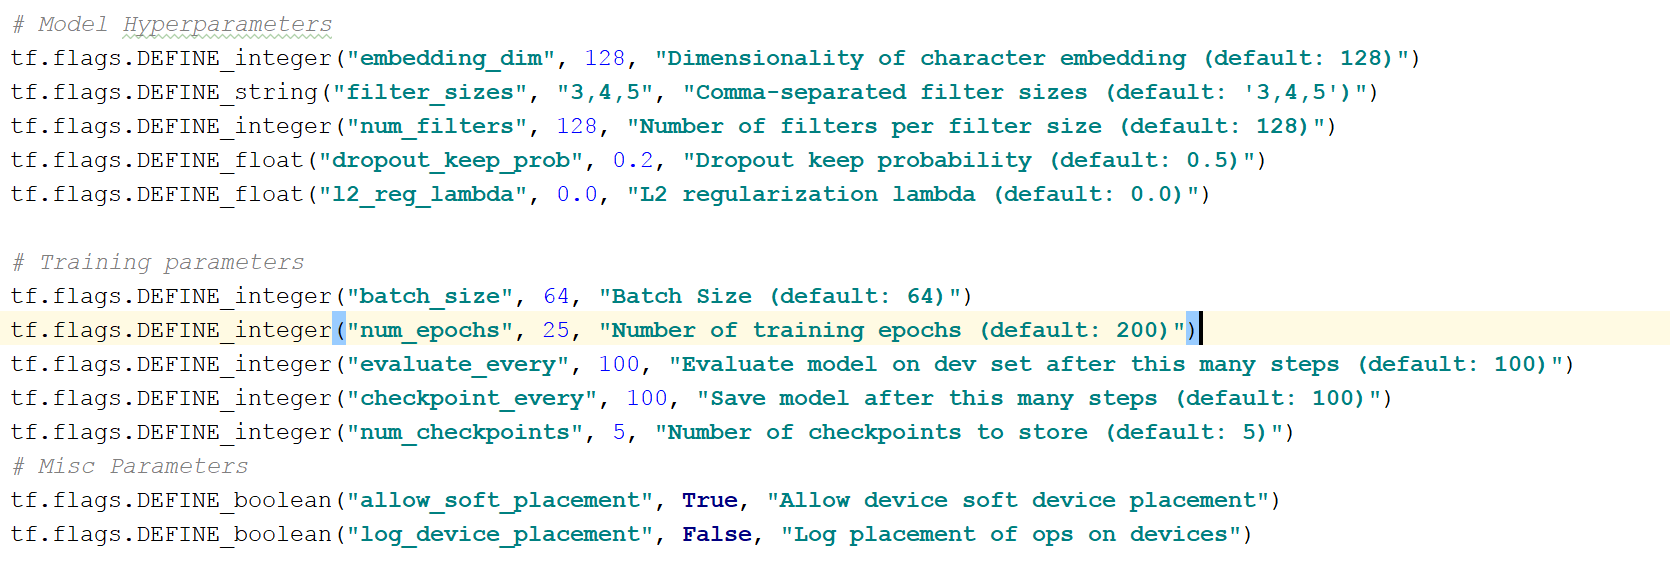 # Model Hyperparameters
tf.flags.DEFINE_integer("embedding_dim", 128, "Dimensionality of character embedding (default: 128)")
tf.flags.DEFINE_string("filter_sizes", "3,4,5", "Comma-separated filter sizes (default: '3,4,5')")
tf.flags.DEFINE_integer("num_filters", 128, "Number of filters per filter size (default: 128)")
tf.flags.DEFINE_float("dropout_keep_prob", 0.2, "Dropout keep probability (default: 0.5)")
tf.flags.DEFINE_float("l2_reg_lambda", 0.0, "L2 regularization lambda (default: 0.0)")
# Training parameters
tf.flags.DEFINE_integer("batch_size", 64, "Batch Size (default: 64)")
tf.flags.DEFINE_integer("num_epochs", 25, "Number of training epochs (default: 200)")
tf.flags.DEFINE_integer("evaluate_every", 100, "Evaluate model on dev set after this many steps (default: 100)")
tf.flags.DEFINE_integer("checkpoint_every", 100, "Save model after this many steps (default: 100)")
tf.flags.DEFINE_integer("num_checkpoints", 5, "Number of checkpoints to store (default: 5)")
# Misc Parameters
tf.flags.DEFINE_boolean("allow_soft_placement", True, "Allow device soft device placement")
tf.flags.DEFINE_boolean("log_device_placement", False, "Log placement of ops on devices")